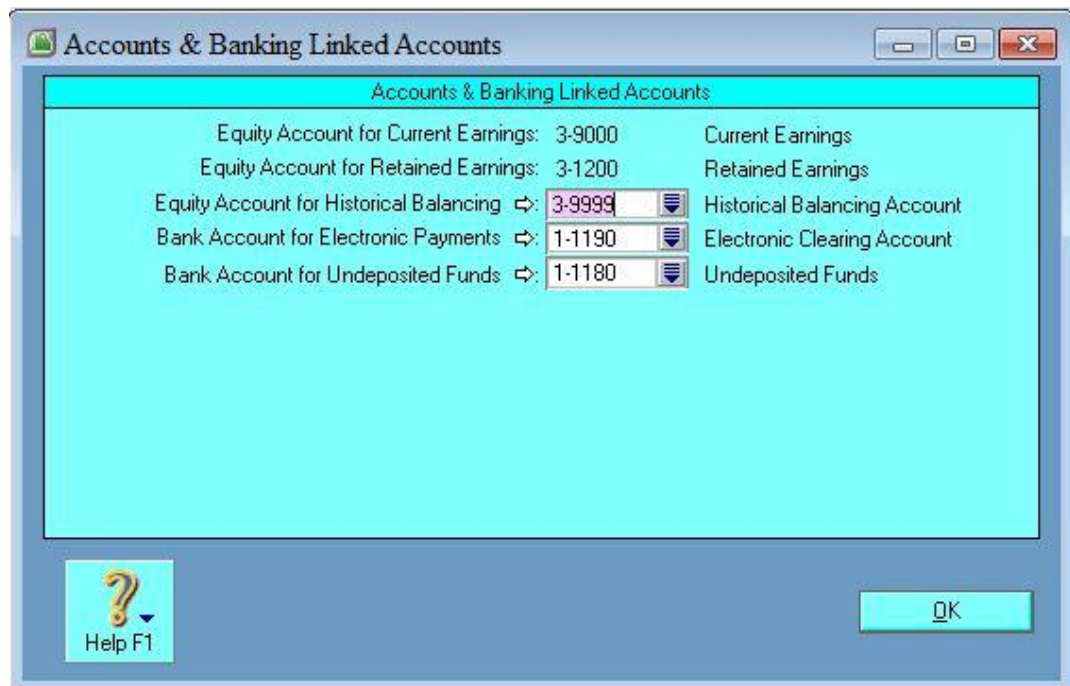 Accounts & Banking Linked Accounts
Accounts & Banking Linked Accounts
Equity Account for Current Earnings: 3-9000 Current Earnings
Equity Account for Retained Earnings: 3-1200 Retained Earnings
Equity Account for Historical Balancing ⇨: 3-9999 Historical Balancing Account
Bank Account for Electronic Payments ⇨: 1-1190 Electronic Clearing Account
Bank Account for Undeposited Funds ⇨: 1-1180 Undeposited Funds
?
Help F1
OK